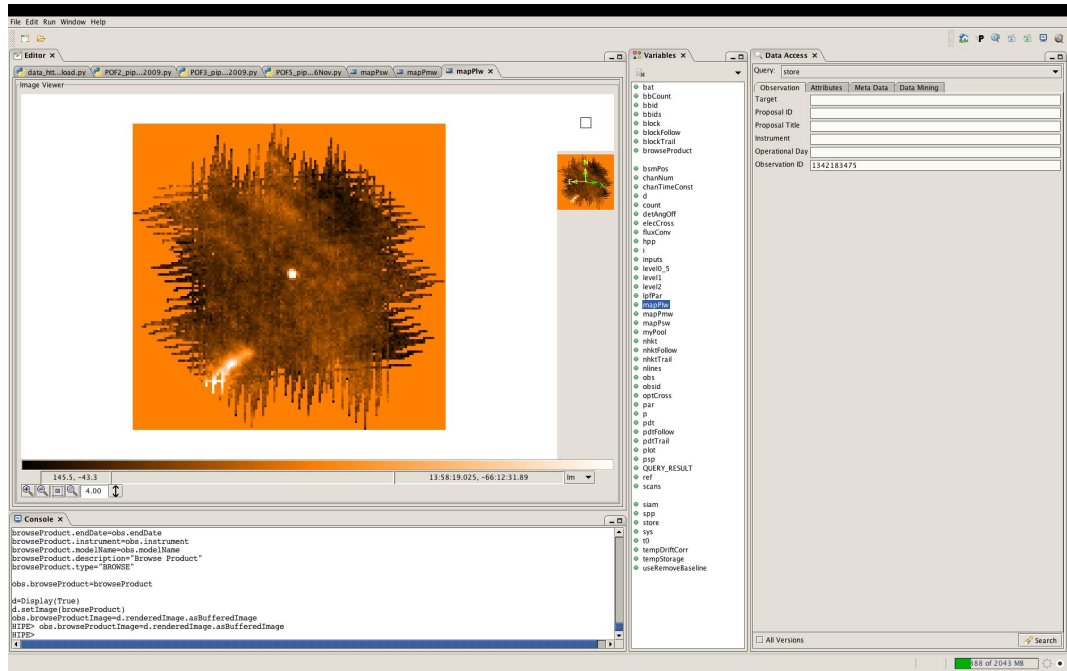 File Edit Run Window Help
Editor ×
data_htt...load.py POF2_pip...2009.py POF3_pip...2009.py POF5_pip...6Nov.py mapPsw mapPmw mapPlw ×
Image Viewer
E
145.5, -43.3 13:58:19.025, -66:12:31.89 lm
4.00
Console ×
browseProduct.endDate=obs.endDate
browseProduct.instrument=obs.instrument
browseProduct.modelName=obs.modelName
browseProduct.description="Browse Product"
browseProduct.type="BROWSE"
obs.browseProduct=browseProduct
d=Display(True)
d.setImage(browseProduct)
obs.browseProductImage=d.renderedImage.asBufferedImage
HIPE> obs.browseProductImage=d.renderedImage.asBufferedImage
HIPE>
Variables ×
bat
bbCount
bbid
bbids
block
blockFollow
blockTrail
browseProduct
bsmPos
chanNum
chanTimeConst
d
count
detAngOff
elecCross
fluxConv
hpp
i
inputs
level0_5
level1
level2
lpfPar
mapPlw
mapPmw
mapPsw
myPool
nhkt
nhktFollow
nhktTrail
nlines
obs
obsid
optCross
par
p
pdt
pdtFollow
pdtTrail
plot
psp
QUERY_RESULT
ref
scans
siam
spp
store
sys
t0
tempDriftCorr
tempStorage
useRemoveBaseline
P
Data Access ×
Query: store
Observation Attributes Meta Data Data Mining
Target
Proposal ID
Proposal Title
Instrument
Operational Day
Observation ID 1342183475
All Versions Search
of 2043 MB